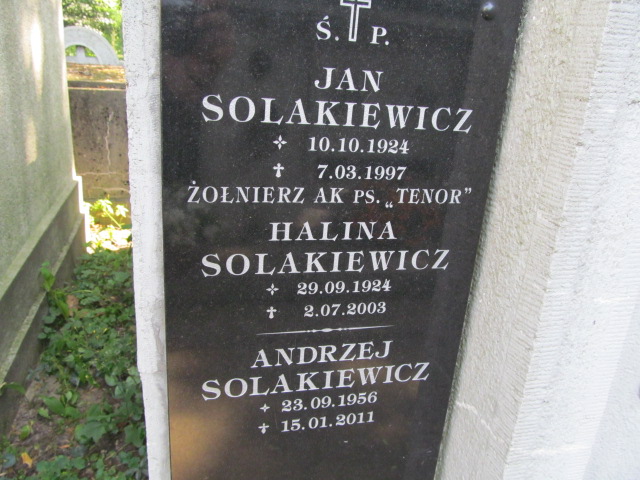 Ś. P.
JAN
SOLAKIEWICZ
10.10.1924
7.03.1997
ŻOŁNIERZ AK PS. „TENOR”
HALINA
SOLAKIEWICZ
29.09.1924
2.07.2003
ANDRZEJ
SOLAKIEWICZ
23.09.1956
15.01.2011